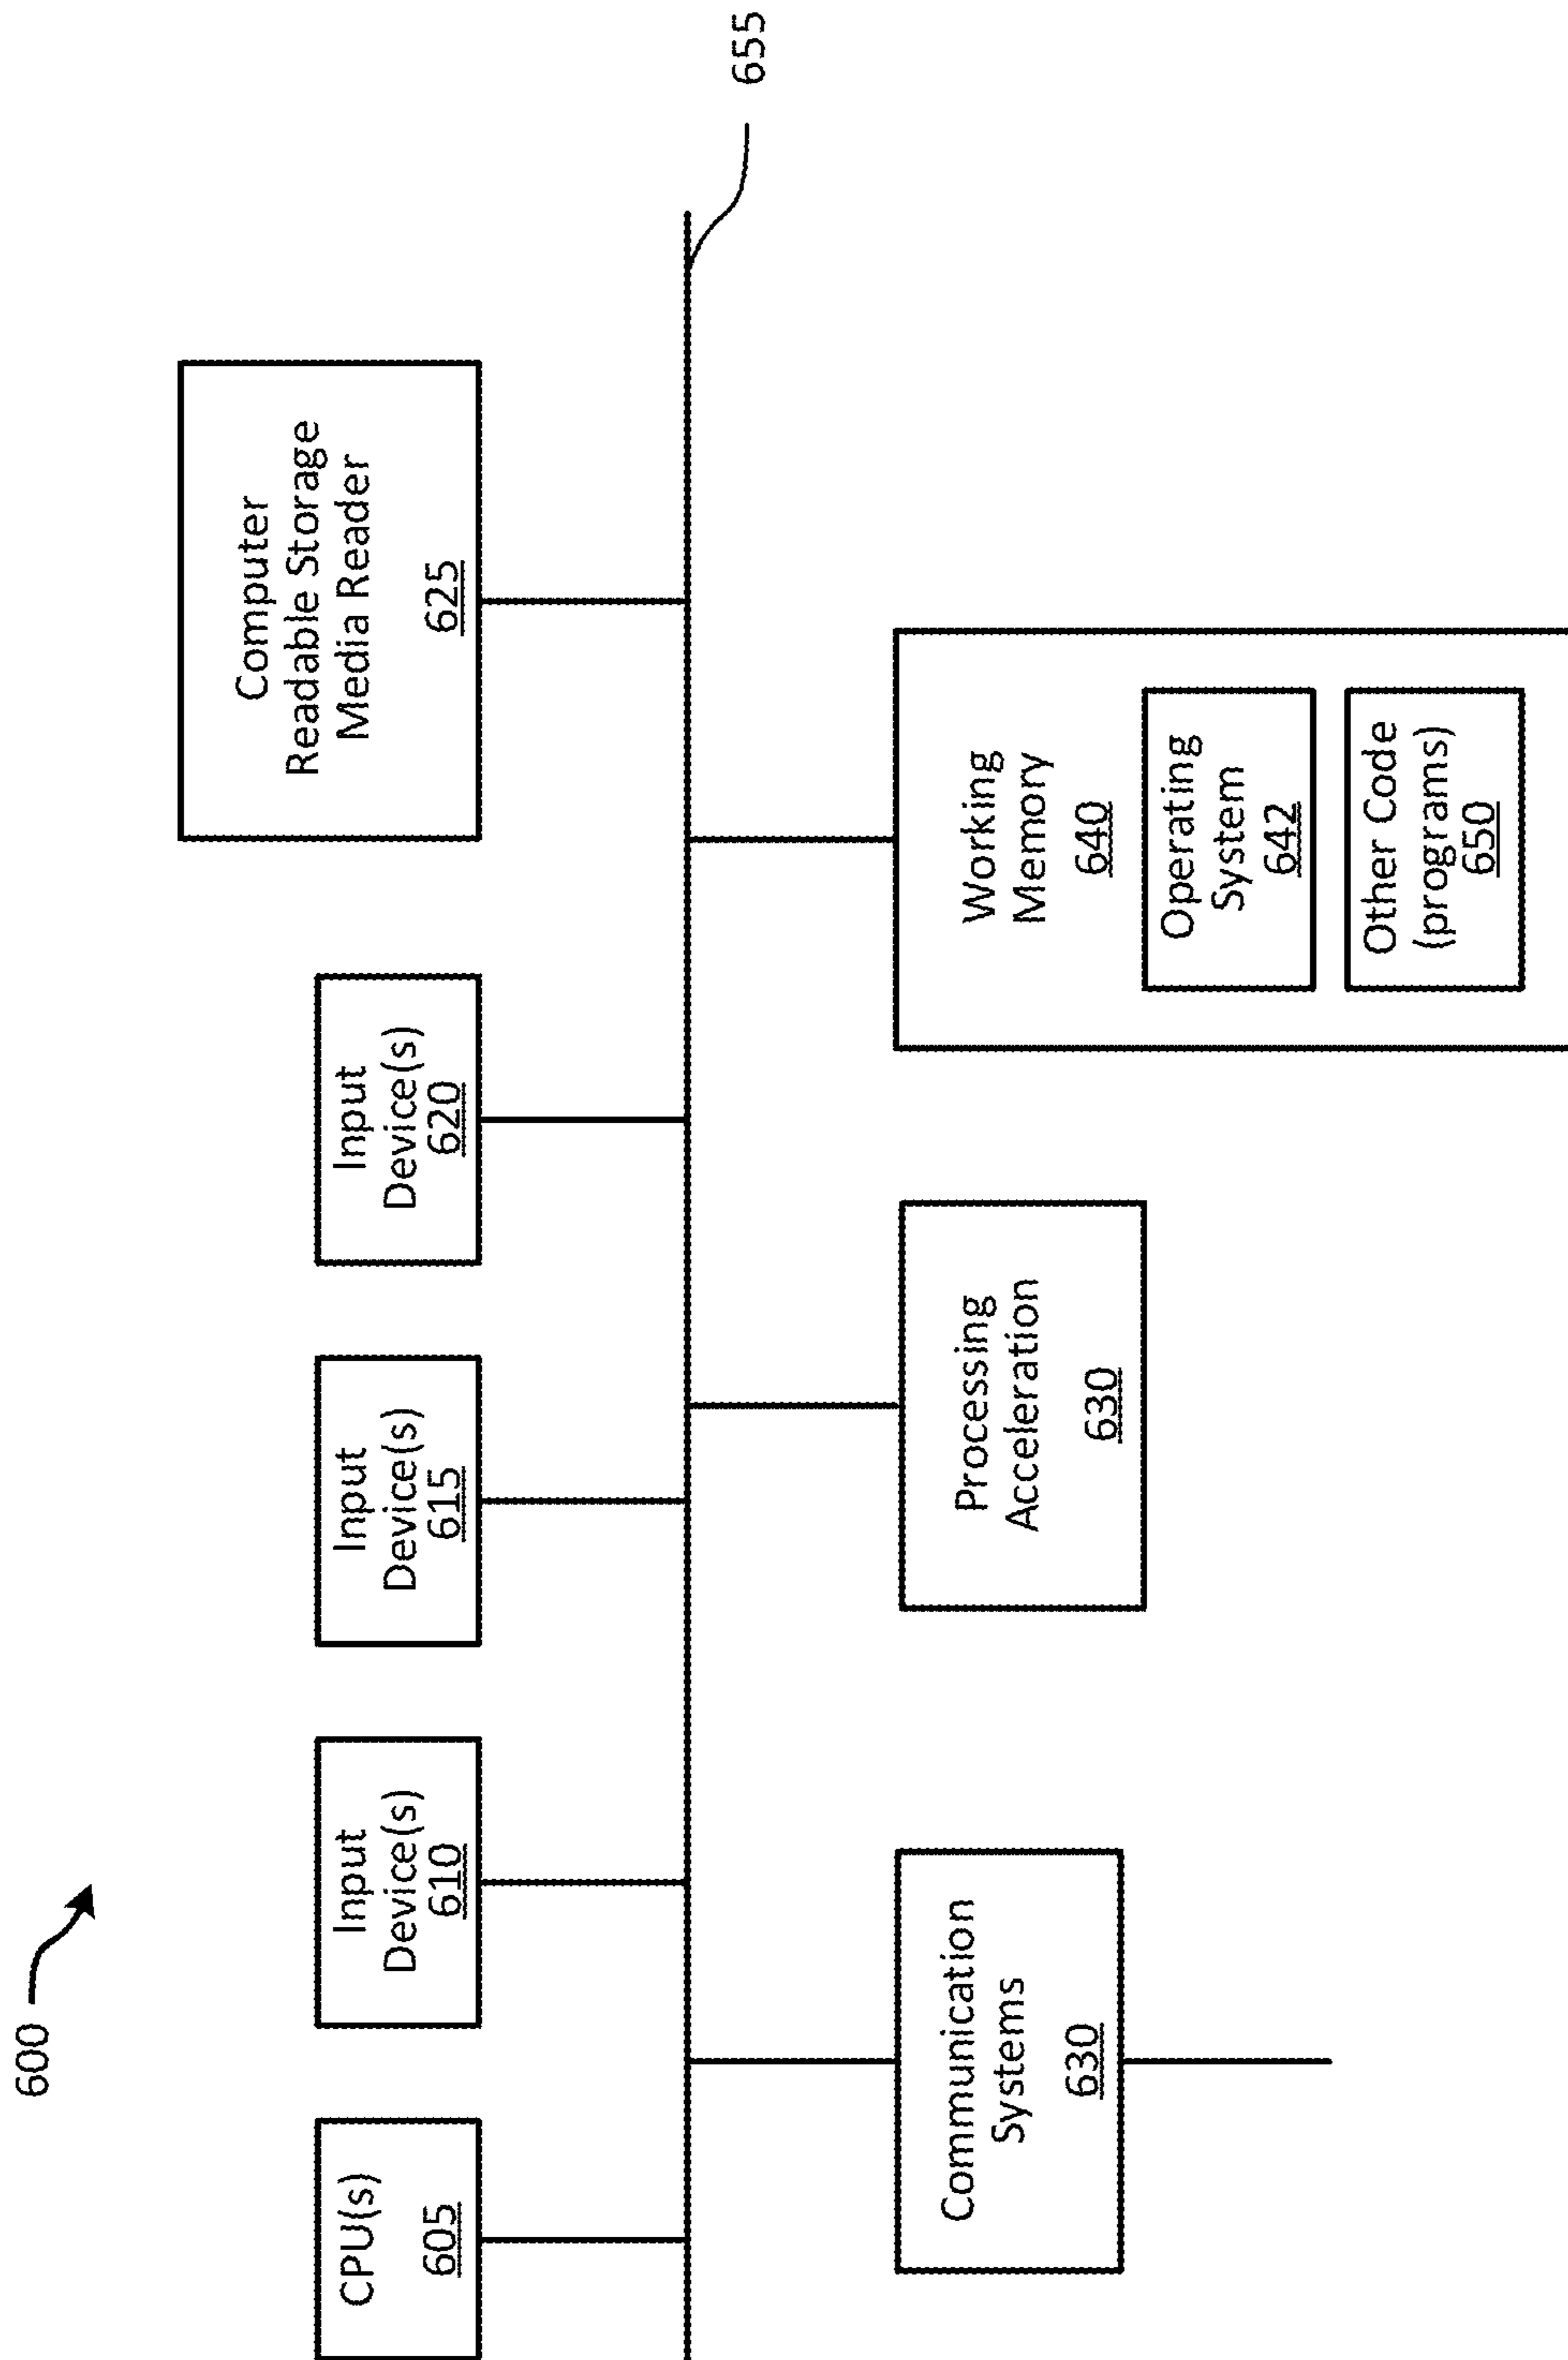 600
CPU(s)
605
Input
Device(s)
610
Input
Device(s)
615
Input
Device(s)
620
Computer
Readable Storage
Media Reader
625
655
Communication
Systems
630
Processing
Acceleration
630
Working
Memory
640
Operating
System
642
Other Code
(programs)
650